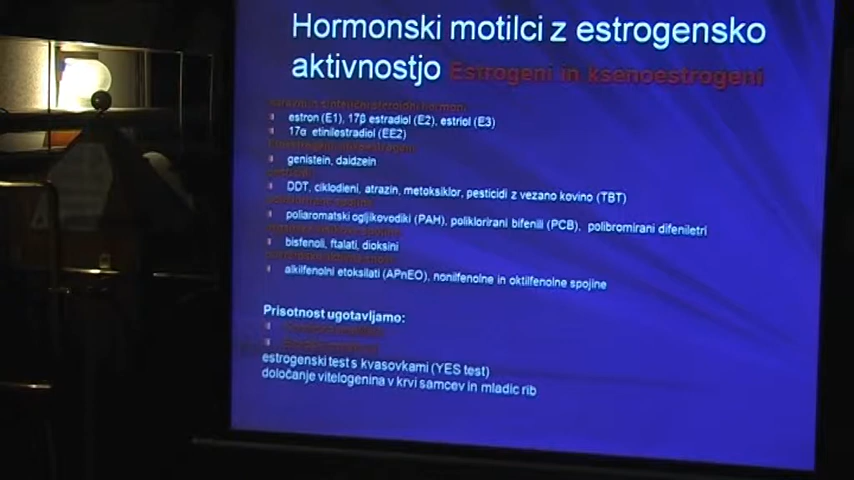 Hormonski motilci z estrogensko
aktivnostjo Estrogeni in ksenoestrogeni
estron (E1), 17β estradiol (E2), estriol (E3)
17α etinilestradiol (EE2)
genistein, daidzein
DDT, ciklodieni, atrazin, metoksiklor, pesticidi z vezano kovino (TBT)
poliaromatski ogljikovodiki (PAH), poliklorirani bifenili (PCB), polibromirani difeniletri
bisfenoli, ftalati, dioksini
alkilfenolni etoksilati (APnEO), nonilfenolne in oktilfenolne spojine
Prisotnost ugotavljamo:
estrogenski test s kvasovkami (YES test)
določanje vitelogenina v krvi samcev in mladic rib